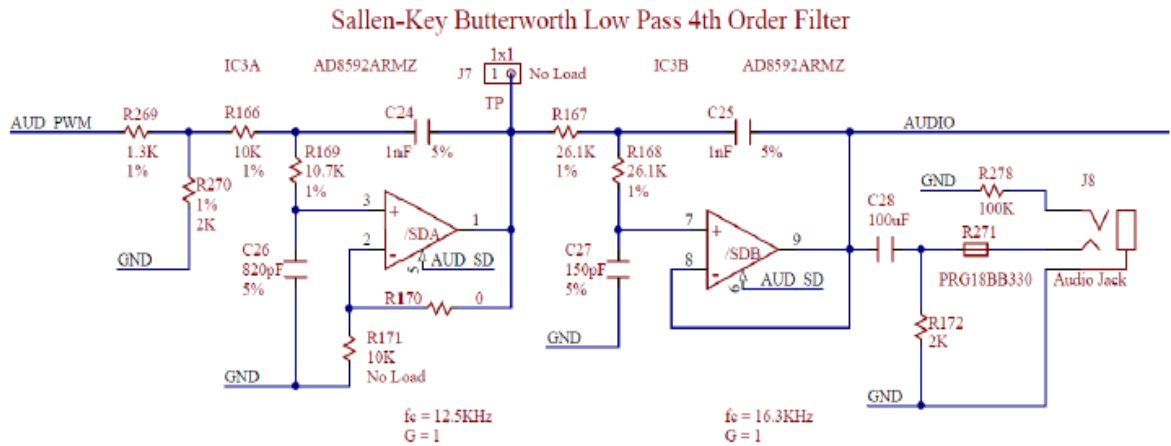 Sallen-Key Butterworth Low Pass 4th Order Filter
1x1
IC3A AD8592ARMZ
J7 1 No Load
IC3B AD8592ARMZ
TP
AUD_PWM
R269
1.3K
1%
R166
10K
1%
C24
1nF 5%
R167
26.1K
1%
C25
1nF 5%
AUDIO
R169
10.7K
1%
R168
26.1K
1%
R270
1%
2K
GND
GND
R278
100K
J8
C28
100uF
R271
PRG18BB330
Audio Jack
3
+
2
-
/SDA
1
5
AUD_SD
C26
820pF
5%
R170 0
R171
10K
No Load
GND
7
+
8
-
/SDB
9
6
AUD_SD
C27
150pF
5%
GND
R172
2K
GND
fc = 12.5KHz
G = 1
fc = 16.3KHz
G = 1